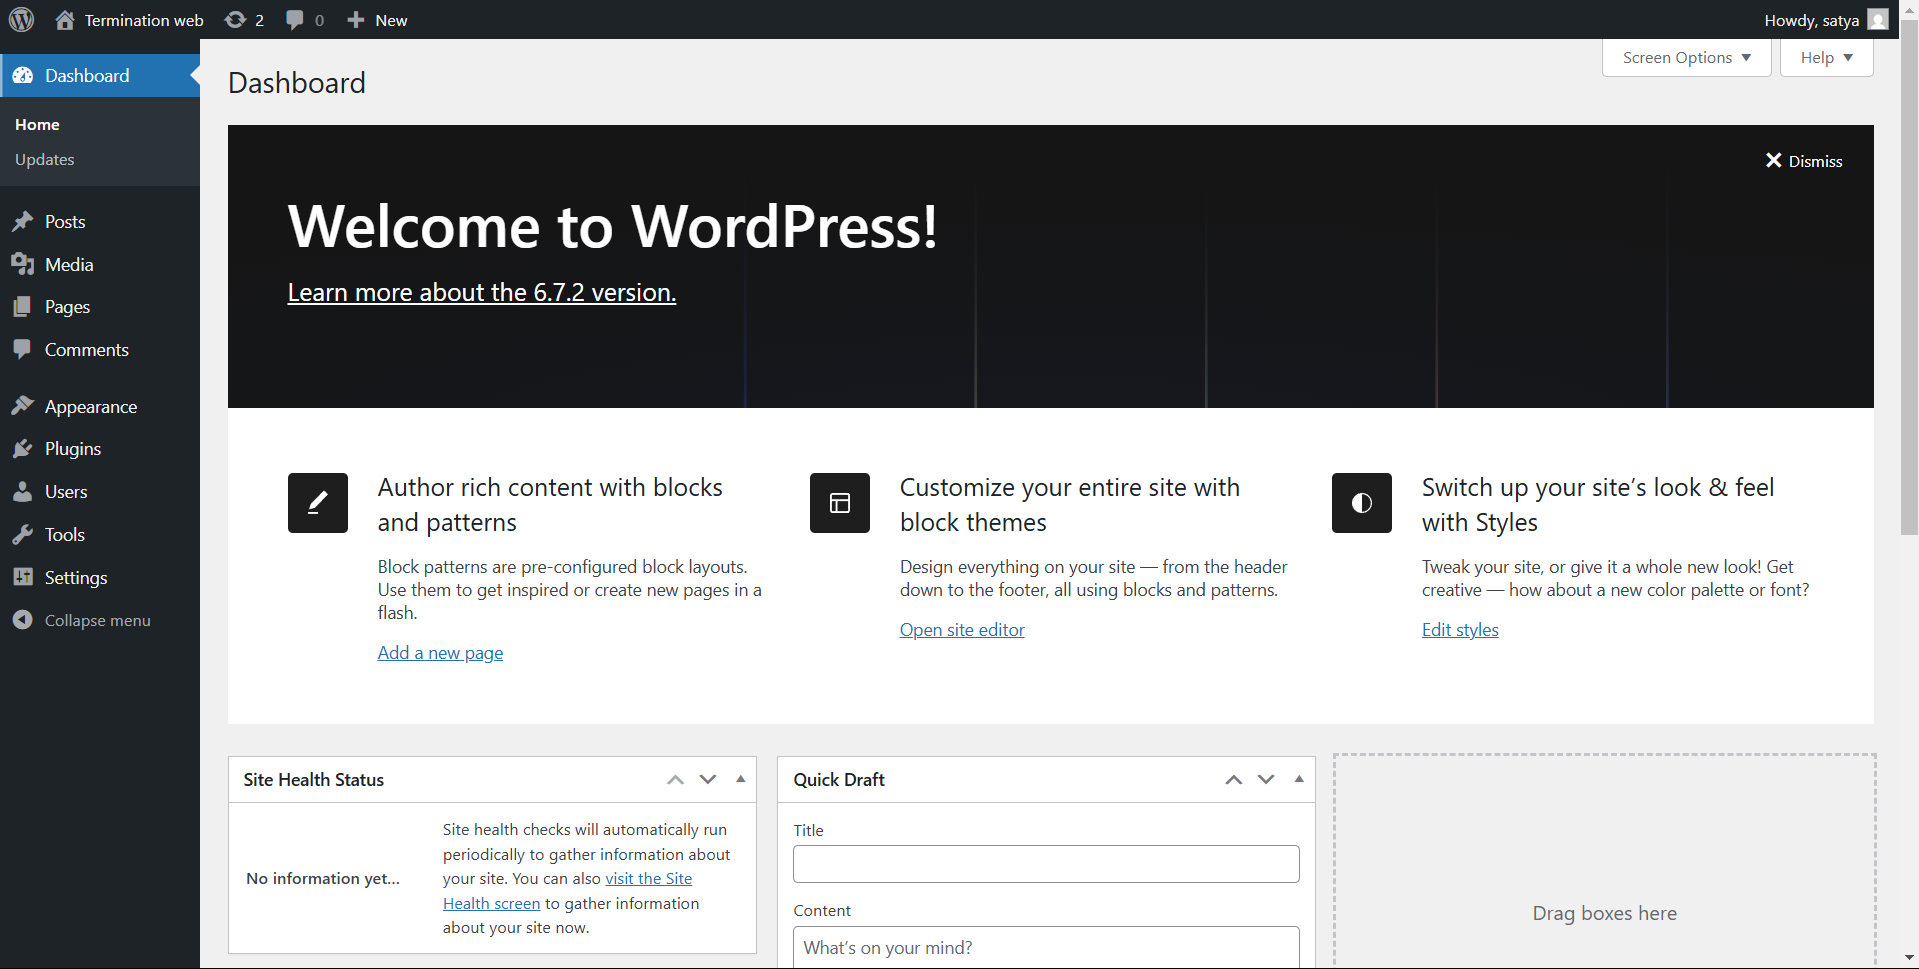 Termination web 2 0 New Howdy, satya
Dashboard
Home
Updates
Posts
Media
Pages
Comments
Appearance
Plugins
Users
Tools
Settings
Collapse menu
Screen Options Help
Dashboard
Dismiss
Welcome to WordPress!
Learn more about the 6.7.2 version.
Author rich content with blocks
and patterns
Block patterns are pre-configured block layouts.
Use them to get inspired or create new pages in a
flash.
Add a new page
Customize your entire site with
block themes
Design everything on your site — from the header
down to the footer, all using blocks and patterns.
Open site editor
Switch up your site’s look & feel
with Styles
Tweak your site, or give it a whole new look! Get
creative — how about a new color palette or font?
Edit styles
Site Health Status
No information yet...
Site health checks will automatically run
periodically to gather information about
your site. You can also visit the Site
Health screen to gather information
about your site now.
Quick Draft
Title
Content
What’s on your mind?
Drag boxes here